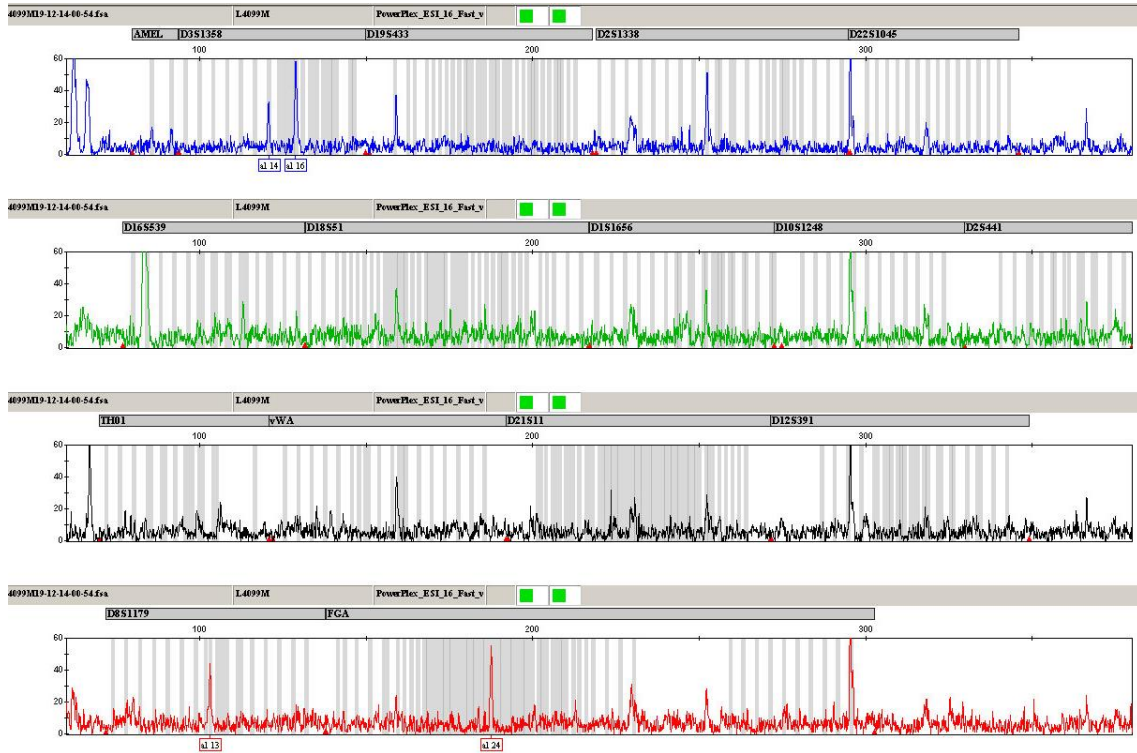 4099M19-12-14-00-54.fsa L4099M PowerPlex_ESI_16_Fast_v
AMEL D3S1358 D19S433 D2S1338 D22S1045
100 200 300
60
40
20
0
al 14 al 16
4099M19-12-14-00-54.fsa L4099M PowerPlex_ESI_16_Fast_v
D16S539 D18S51 D1S1656 D10S1248 D2S441
100 200 300
60
40
20
0
4099M19-12-14-00-54.fsa L4099M PowerPlex_ESI_16_Fast_v
TH01 vWA D21S11 D12S391
100 200 300
60
40
20
0
4099M19-12-14-00-54.fsa L4099M PowerPlex_ESI_16_Fast_v
D8S1179 FGA
100 200 300
60
40
20
0
al 13 al 24